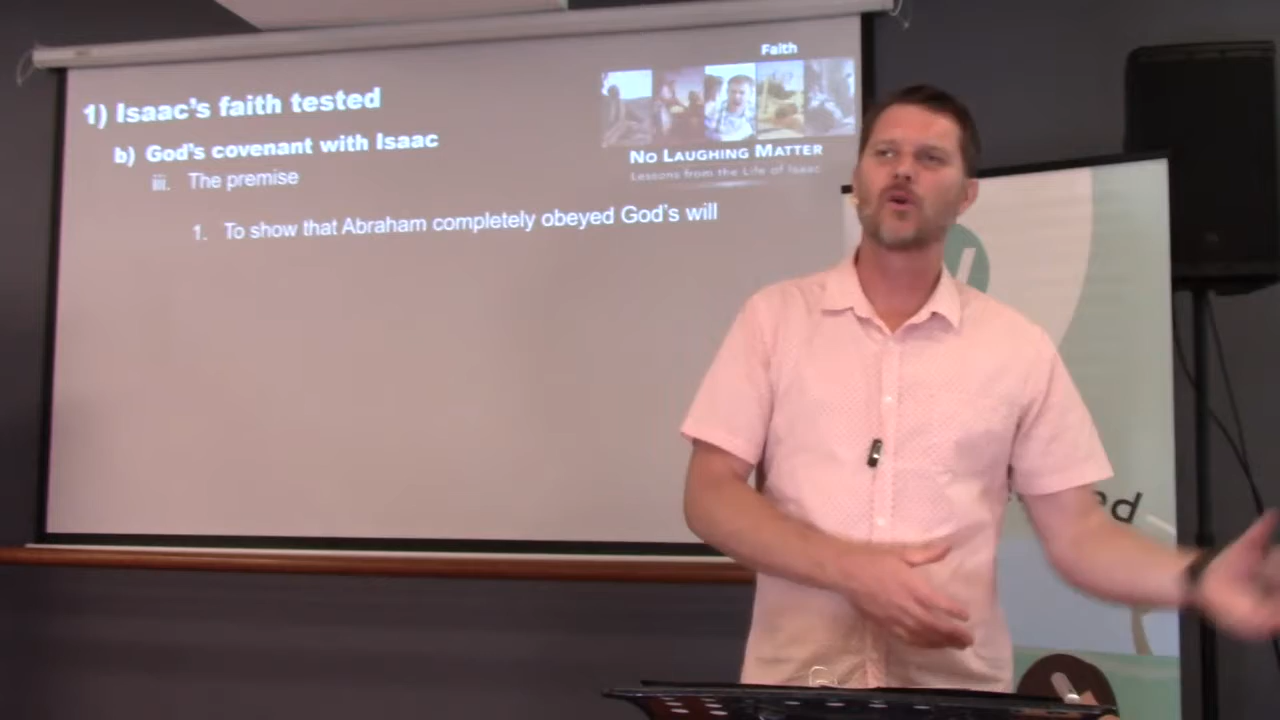 Faith
1) Isaac's faith tested
b) God's covenant with Isaac
iii. The premise
1. To show that Abraham completely obeyed God's will
No Laughing Matter
Lessons from the Life of Isaac